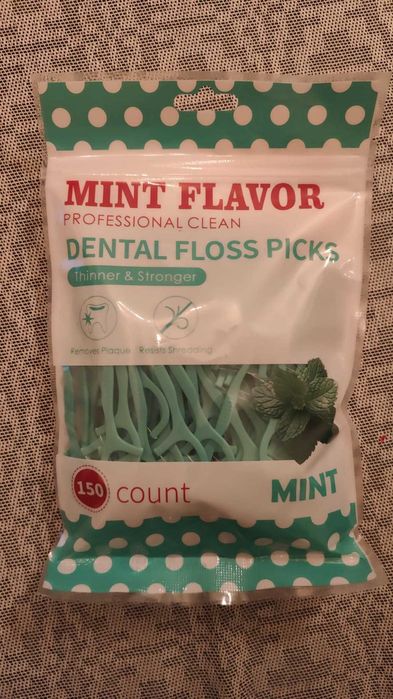 MINT FLAVOR
PROFESSIONAL CLEAN
DENTAL FLOSS PICKS
Thinner & Stronger
Removes Plaque Resists Shredding
150 count
MINT